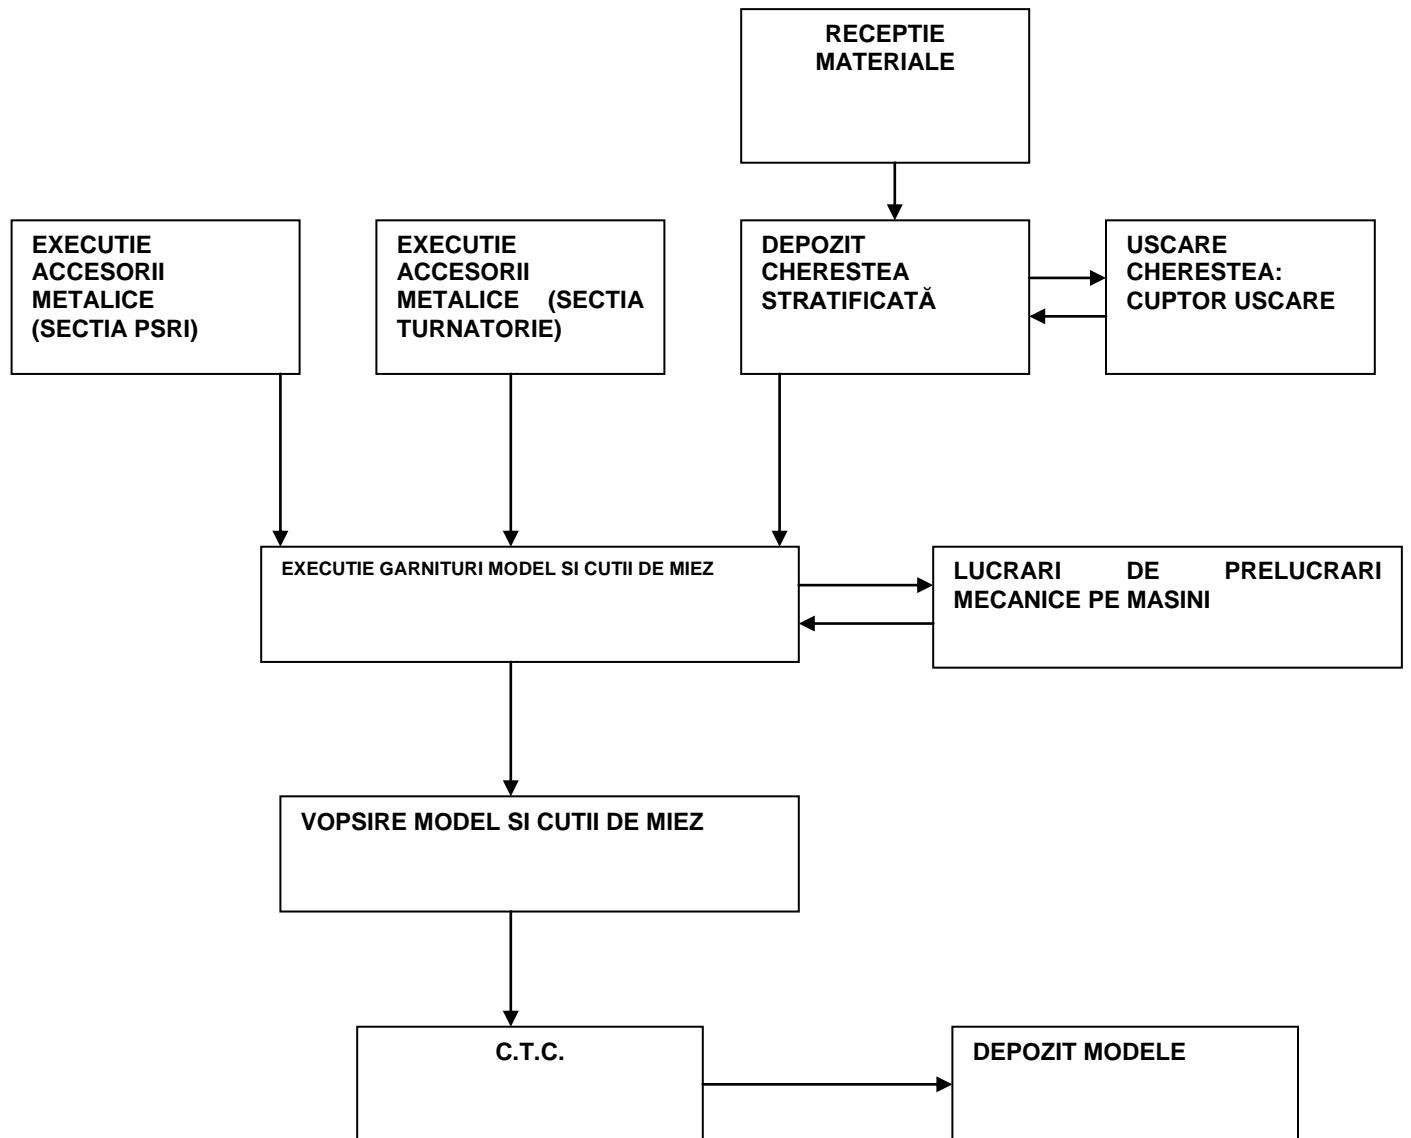 RECEPTIE
MATERIALE
EXECUTIE
ACCESORII
METALICE
(SECTIA PSRI)
EXECUTIE
ACCESORII
METALICE (SECTIA
TURNATORIE)
DEPOZIT
CHERESTEA
STRATIFICATĂ
USCARE
CHERESTEA:
CUPTOR USCARE
EXECUTIE GARNITURI MODEL SI CUTII DE MIEZ
LUCRARI DE PRELUCRARI
MECANICE PE MASINI
VOPSIRE MODEL SI CUTII DE MIEZ
C.T.C.
DEPOZIT MODELE